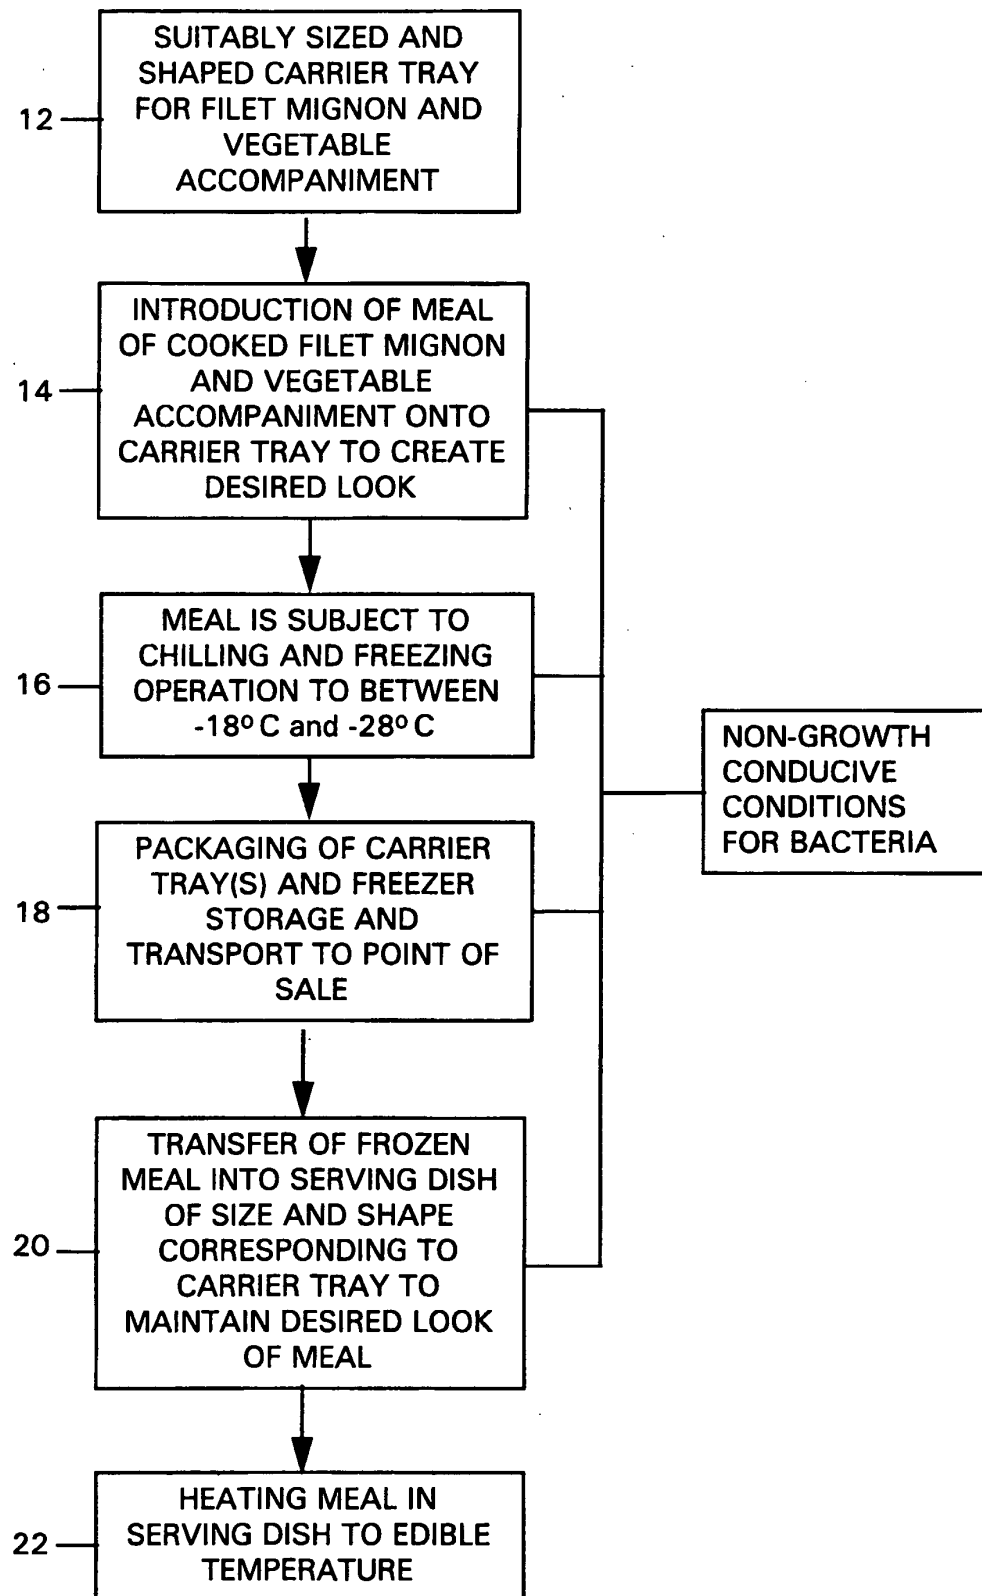 SUITABLY SIZED AND
SHAPED CARRIER TRAY
FOR FILET MIGNON AND
VEGETABLE
ACCOMPANIMENT
12
INTRODUCTION OF MEAL
OF COOKED FILET MIGNON
AND VEGETABLE
ACCOMPANIMENT ONTO
CARRIER TRAY TO CREATE
DESIRED LOOK
14
MEAL IS SUBJECT TO
CHILLING AND FREEZING
OPERATION TO BETWEEN
-18º C and -28º C
16
NON-GROWTH
CONDUCIVE
CONDITIONS
FOR BACTERIA
PACKAGING OF CARRIER
TRAY(S) AND FREEZER
STORAGE AND
TRANSPORT TO POINT OF
SALE
18
TRANSFER OF FROZEN
MEAL INTO SERVING DISH
OF SIZE AND SHAPE
CORRESPONDING TO
CARRIER TRAY TO
MAINTAIN DESIRED LOOK
OF MEAL
20
HEATING MEAL IN
SERVING DISH TO EDIBLE
TEMPERATURE
22